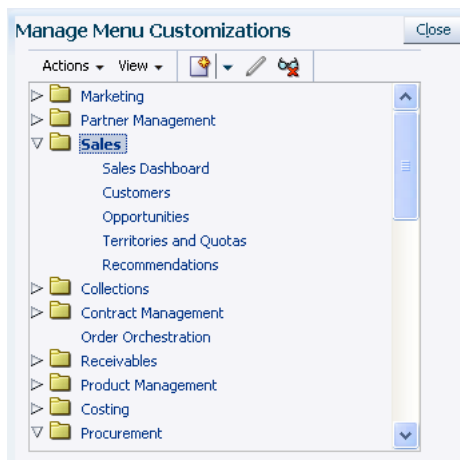 Manage Menu Customizations
Close
Actions View
Marketing
Partner Management
Sales
Sales Dashboard
Customers
Opportunities
Territories and Quotas
Recommendations
Collections
Contract Management
Order Orchestration
Receivables
Product Management
Costing
Procurement